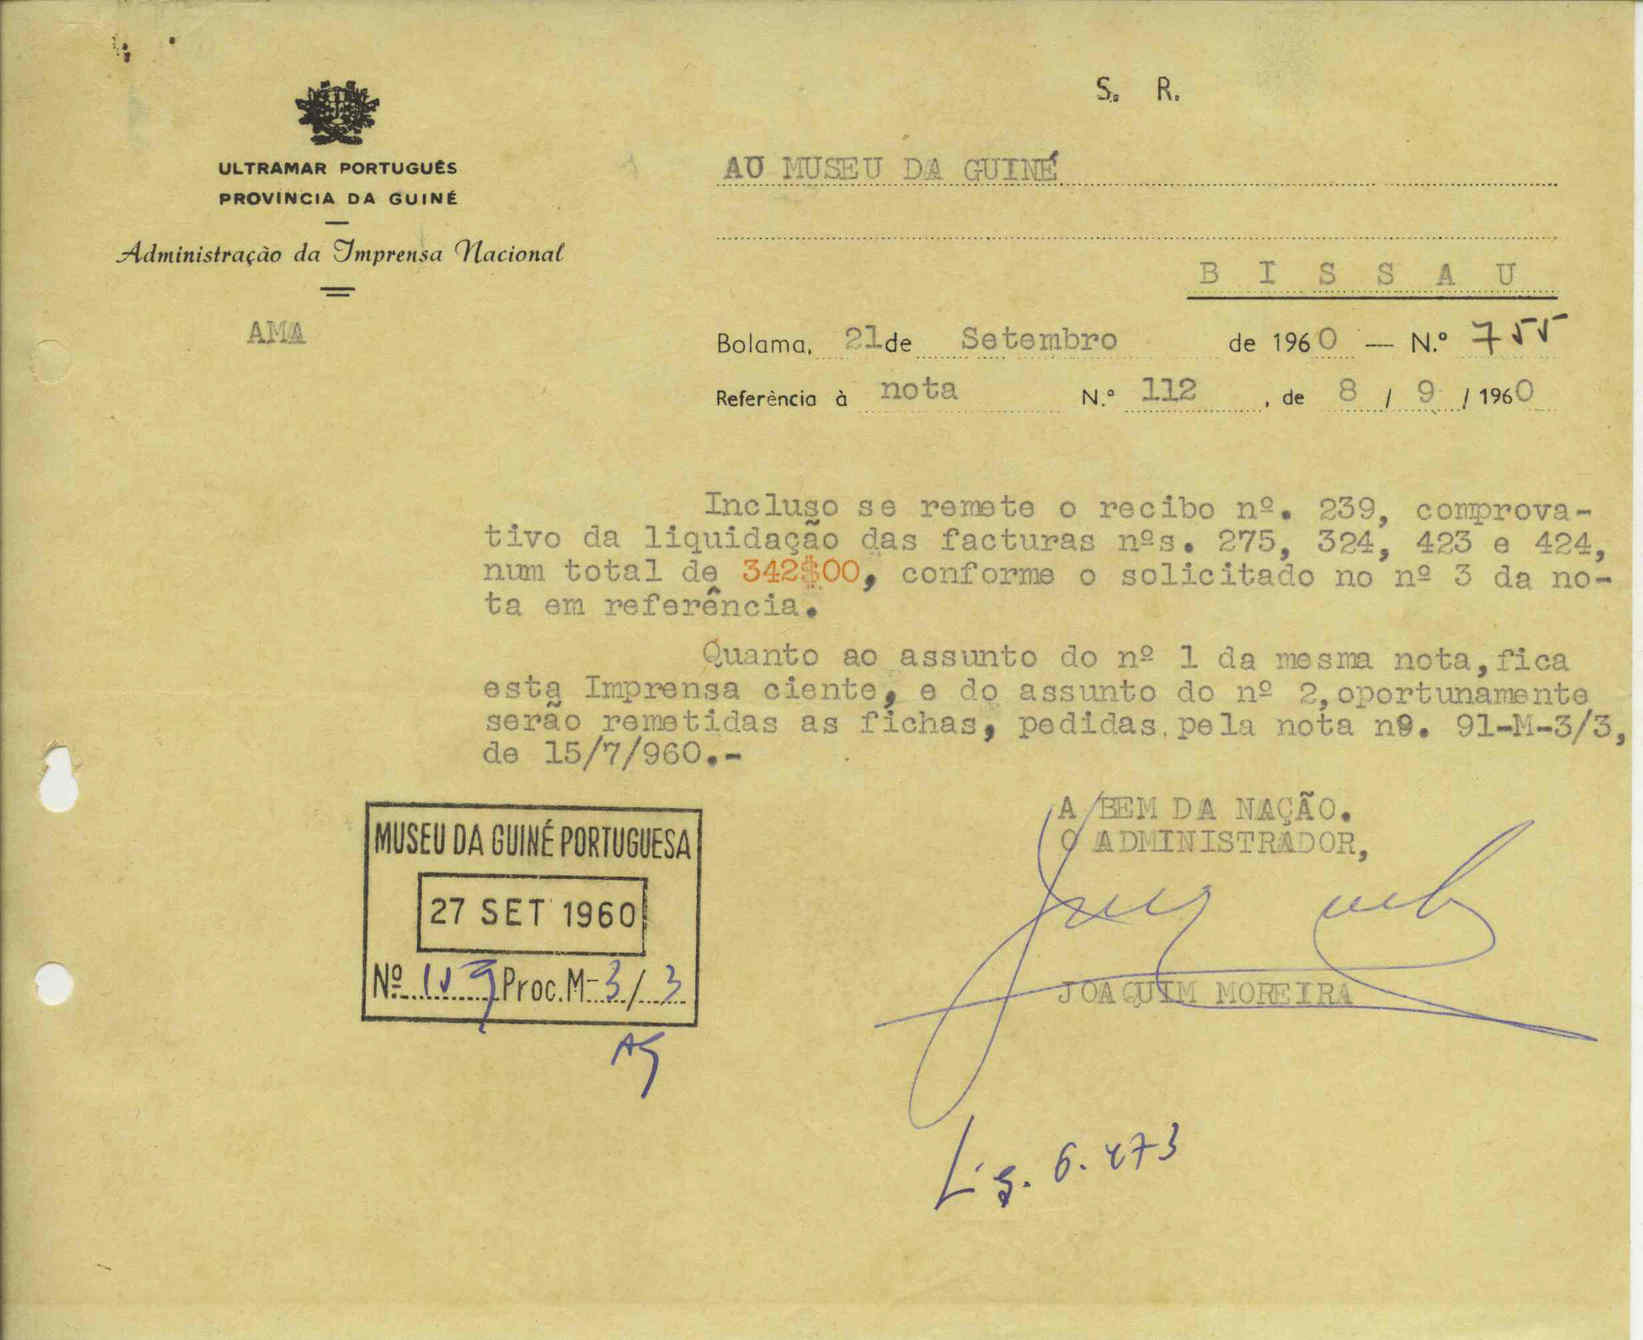 S. R.
ULTRAMAR PORTUGUÊS
PROVÍNCIA DA GUINÉ
Administração da Imprensa Nacional
AMA
AO MUSEU DA GUINÉ
BISSAU
Bolama, 21 de Setembro de 1960 — N.º 755
Referência à nota N.º 112, de 8 / 9 / 1960
Incluso se remete o recibo nº. 239, comprova-
tivo da liquidação das facturas nºs. 275, 324, 423 e 424,
num total de 342$00, conforme o solicitado no nº 3 da no-
ta em referência.
Quanto ao assunto do nº 1 da mesma nota, fica
esta Imprensa ciente, e do assunto do nº 2, oportunamente
serão remetidas as fichas, pedidas pela nota nº. 91-M-3/3,
de 15/7/960.-
A BEM DA NAÇÃO.
O ADMINISTRADOR,
JOAQUIM MOREIRA
MUSEU DA GUINÉ PORTUGUESA
27 SET 1960
Nº 159 Proc. M-3/3
6.473